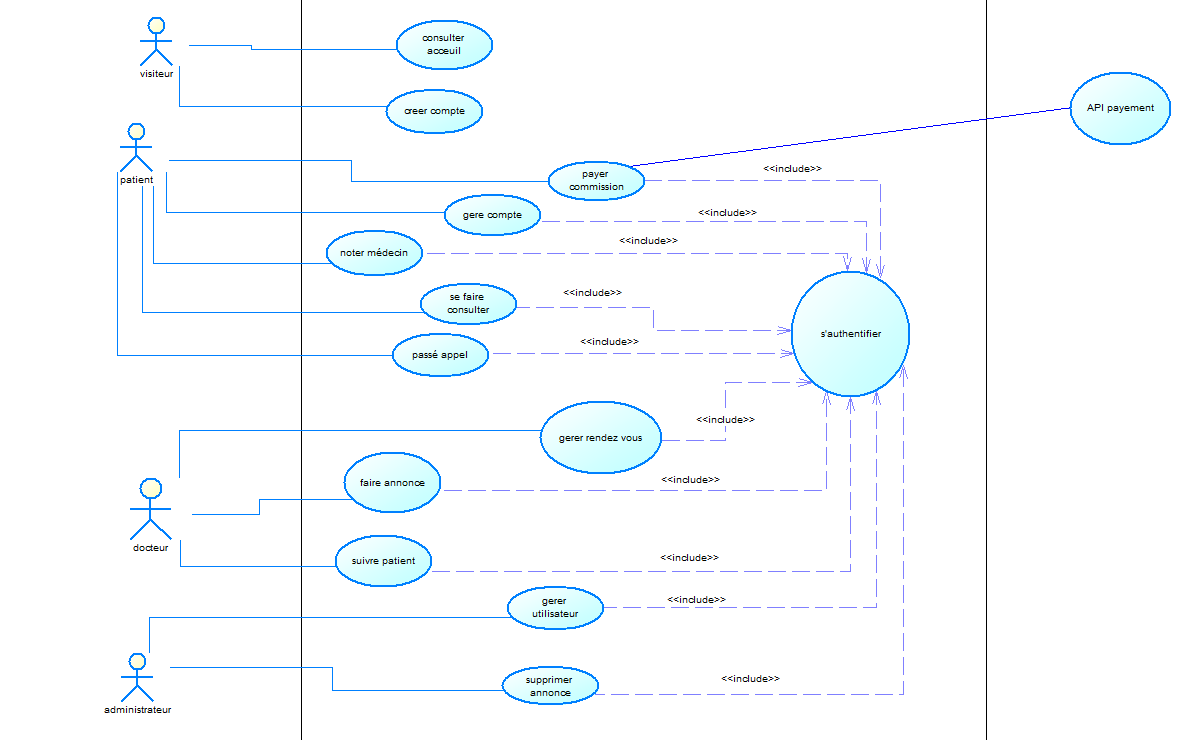 consulter
acceuil
visiteur
creer compte
API payement
patient
payer
commission
<<include>>
gere compte
<<include>>
noter médecin
<<include>>
se faire
consulter
<<include>>
s'authentifier
passé appel
<<include>>
gerer rendez vous
<<include>>
faire annonce
<<include>>
docteur
suivre patient
<<include>>
gerer
utilisateur
<<include>>
supprimer
annonce
<<include>>
administrateur